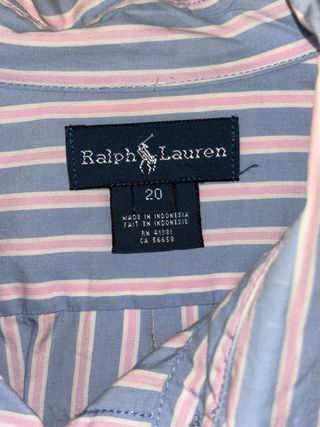 Ralph Lauren
20
MADE IN INDONESIA
FAIT EN INDONESIE
RN 41381
CA 56658